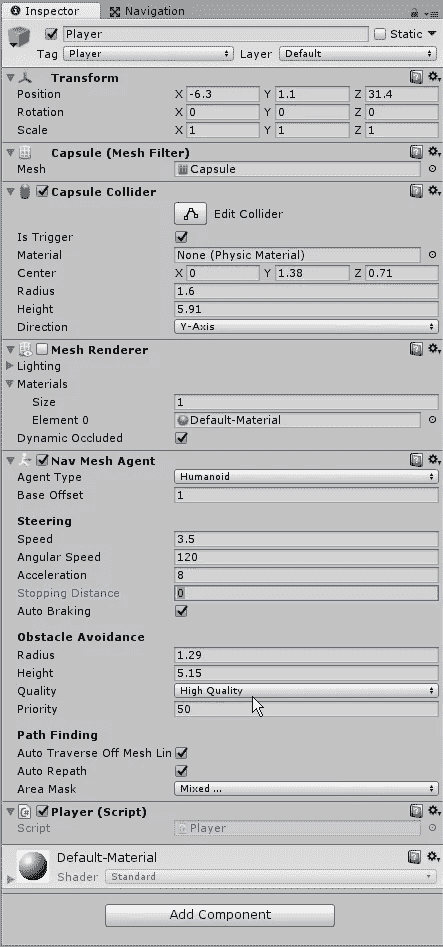 Inspector Navigation
Player Static
Tag Player Layer Default
Transform
Position X -6.3 Y 1.1 Z 31.4
Rotation X 0 Y 0 Z 0
Scale X 1 Y 1 Z 1
Capsule (Mesh Filter)
Mesh Capsule
Capsule Collider
Edit Collider
Is Trigger
Material None (Physic Material)
Center X 0 Y 1.38 Z 0.71
Radius 1.6
Height 5.91
Direction Y-Axis
Mesh Renderer
Lighting
Materials
Size 1
Element 0 Default-Material
Dynamic Occluded
Nav Mesh Agent
Agent Type Humanoid
Base Offset 1
Steering
Speed 3.5
Angular Speed 120
Acceleration 8
Stopping Distance 0
Auto Braking
Obstacle Avoidance
Radius 1.29
Height 5.15
Quality High Quality
Priority 50
Path Finding
Auto Traverse Off Mesh Lin
Auto Repath
Area Mask Mixed ...
Player (Script)
Script Player
Default-Material
Shader Standard
Add Component